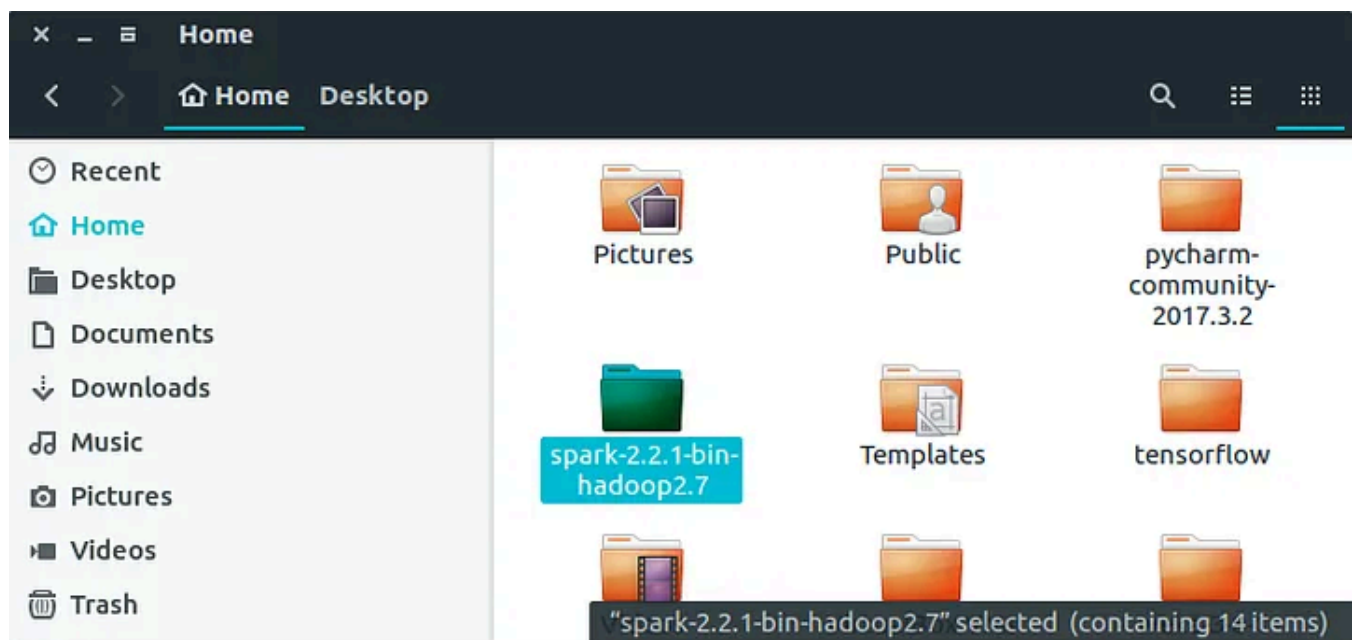 Home
Home Desktop
Recent
Home
Desktop
Documents
Downloads
Music
Pictures
Videos
Trash
Pictures
Public
pycharm-
community-
2017.3.2
spark-2.2.1-bin-
hadoop2.7
Templates
tensorflow
"spark-2.2.1-bin-hadoop2.7" selected (containing 14 items)